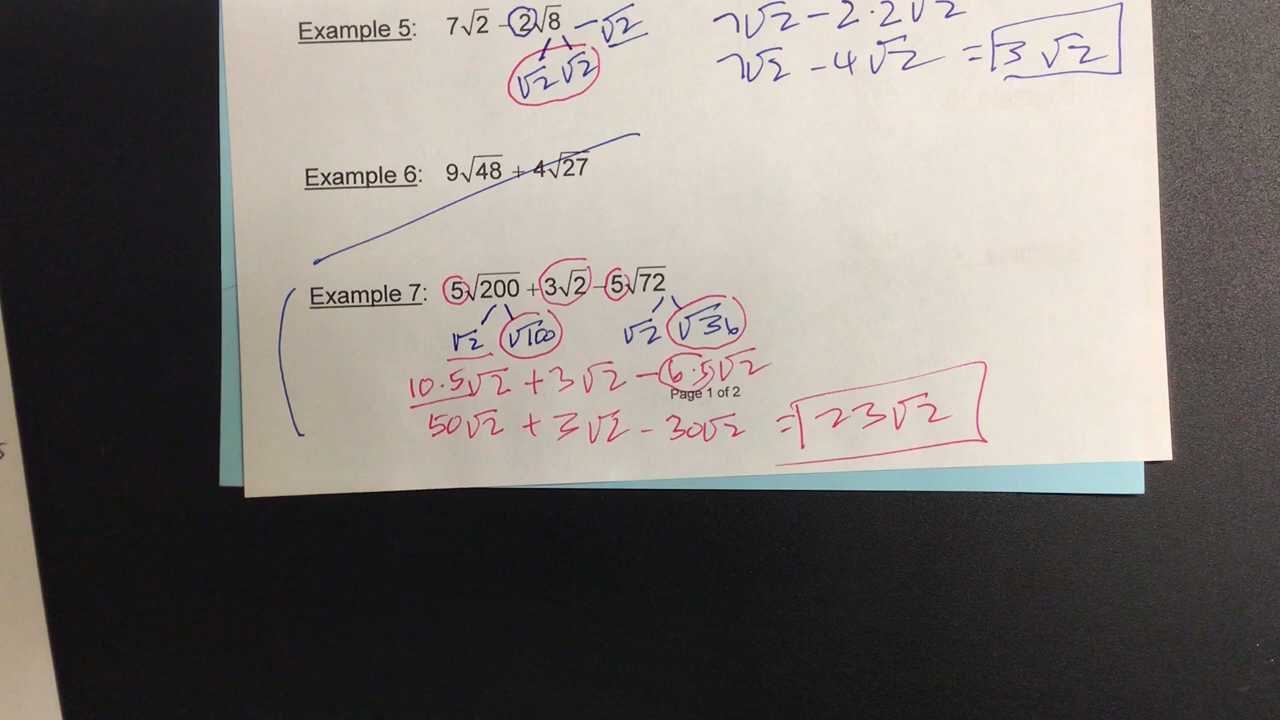 Example 5: 7√2 - 2√8 - √2
√2 √2
7√2 - 2·2√2
7√2 - 4√2 = 3√2
Example 6: 9√48 + 4√27
Example 7: 5√200 + 3√2 - 5√72
√2 √100 √2 √36
10·5√2 + 3√2 - 6·5√2
Page 1 of 2
50√2 + 3√2 - 30√2 = 23√2